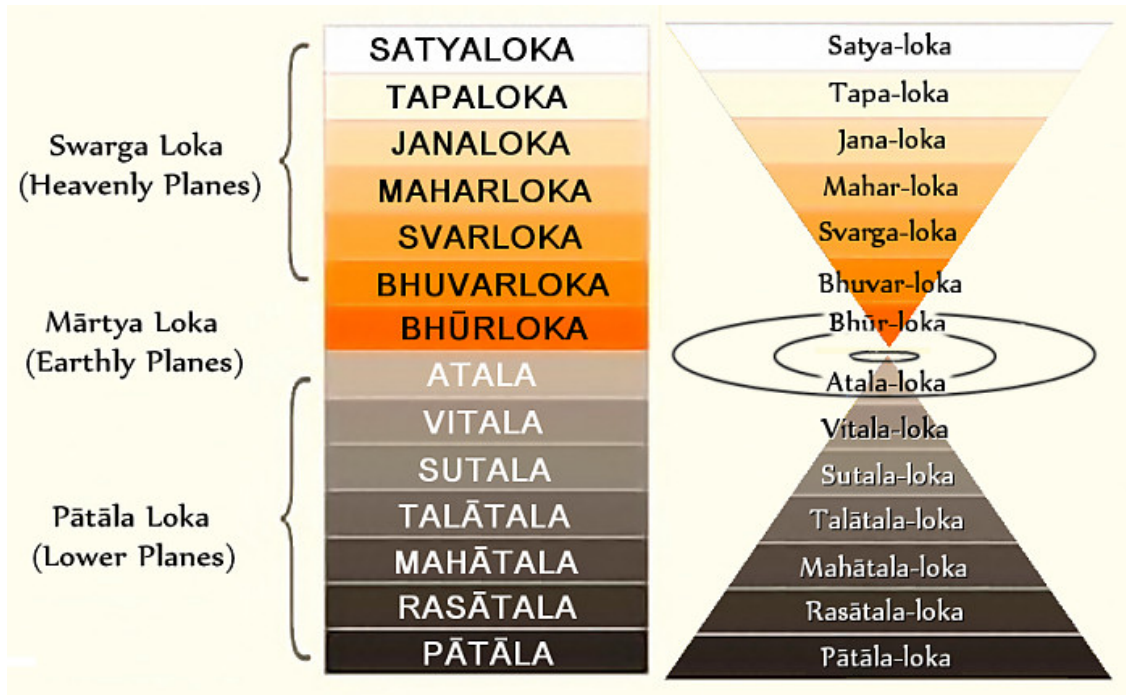 Swarga Loka
(Heavenly Planes)
Mārtya Loka
(Earthly Planes)
Pātāla Loka
(Lower Planes)
SATYALOKA
TAPALOKA
JANALOKA
MAHARLOKA
SVARLOKA
BHUVARLOKA
BHŪRLOKA
ATALA
VITALA
SUTALA
TALĀTALA
MAHĀTALA
RASĀTALA
PĀTĀLA
Satya-loka
Tapa-loka
Jana-loka
Mahar-loka
Svarga-loka
Bhuvar-loka
Bhūr-loka
Atala-loka
Vitala-loka
Sutala-loka
Talātala-loka
Mahātala-loka
Rasātala-loka
Pātāla-loka